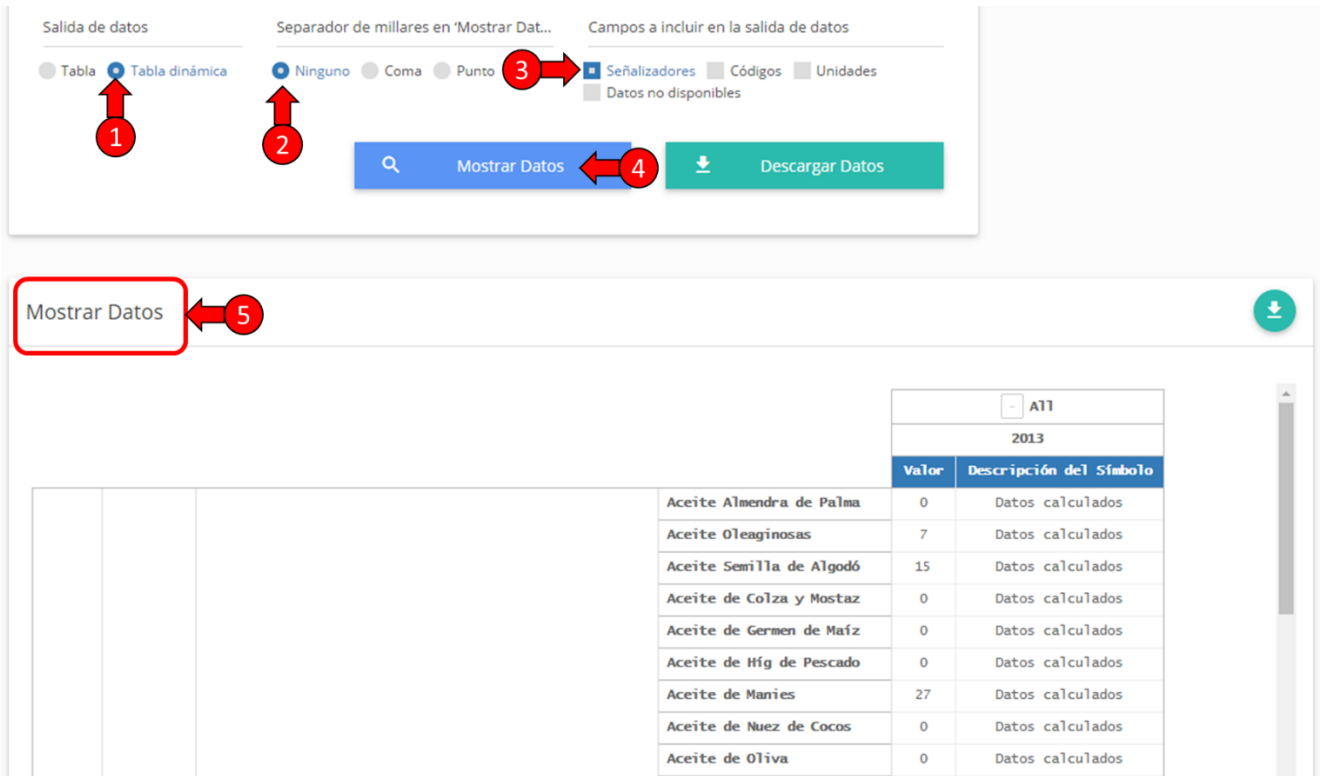 Salida de datos Separador de millares en 'Mostrar Dat... Campos a incluir en la salida de datos
Tabla Tabla dinámica Ninguno Coma Punto 3 Señalizadores Códigos Unidades
Datos no disponibles
1 2
Mostrar Datos 4 Descargar Datos
Mostrar Datos 5
- All
2013
Valor Descripción del Símbolo
Aceite Almendra de Palma 0 Datos calculados
Aceite Oleaginosas 7 Datos calculados
Aceite Semilla de Algodó 15 Datos calculados
Aceite de Colza y Mostaz 0 Datos calculados
Aceite de Germen de Maíz 0 Datos calculados
Aceite de Híg de Pescado 0 Datos calculados
Aceite de Manies 27 Datos calculados
Aceite de Nuez de Cocos 0 Datos calculados
Aceite de Oliva 0 Datos calculados